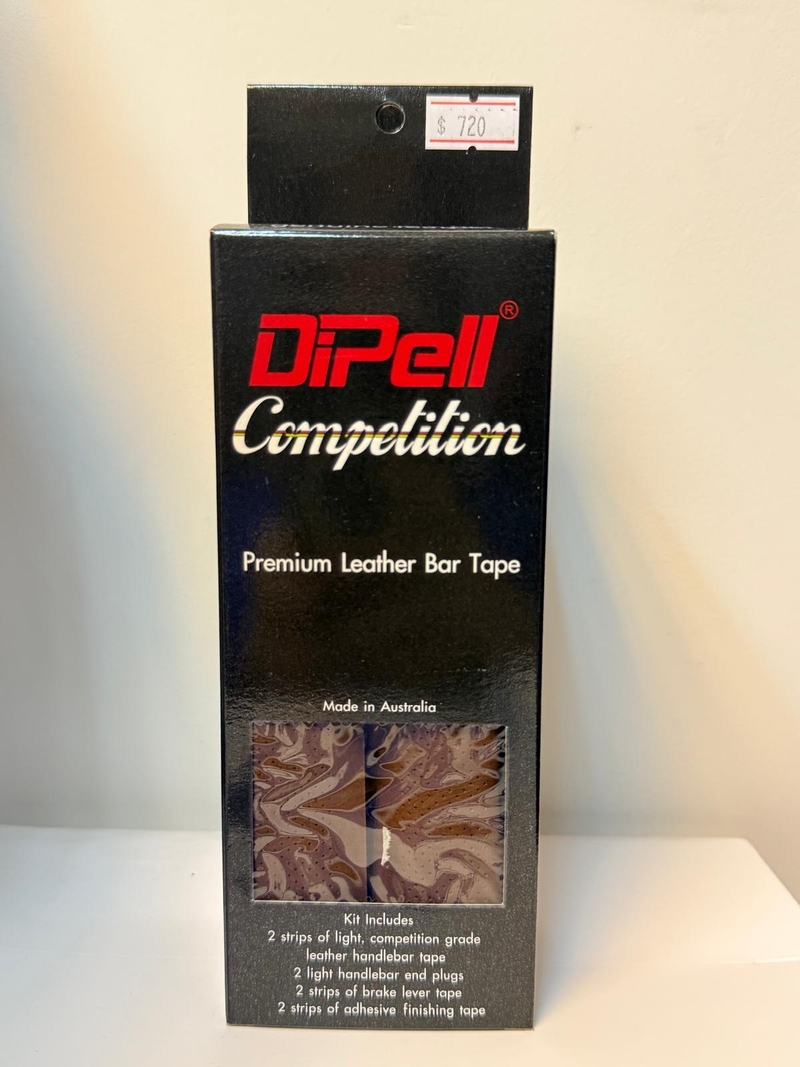 $ 720
DiPell®
Competition
Premium Leather Bar Tape
Made in Australia
Kit Includes
2 strips of light, competition grade
leather handlebar tape
2 light handlebar end plugs
2 strips of brake lever tape
2 strips of adhesive finishing tape